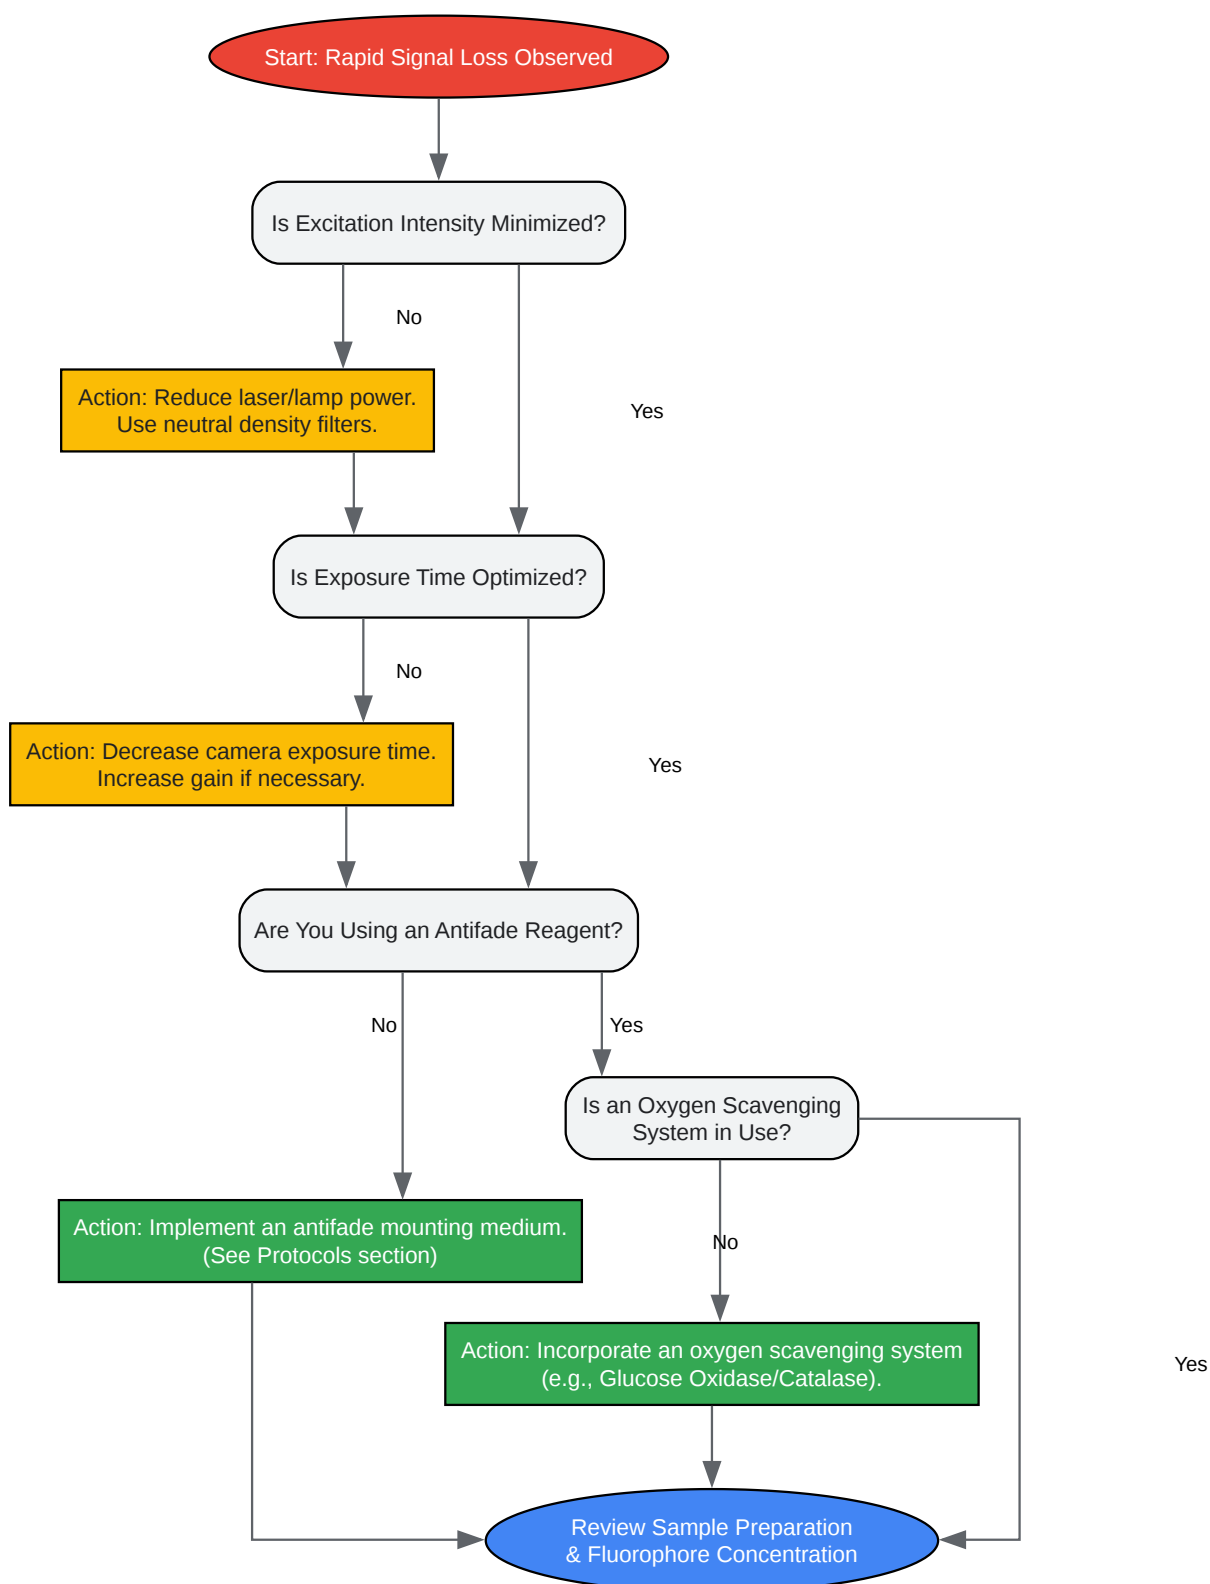 Start: Rapid Signal Loss Observed
Is Excitation Intensity Minimized?
No
Action: Reduce laser/lamp power.
Use neutral density filters.
Yes
Is Exposure Time Optimized?
No
Action: Decrease camera exposure time.
Increase gain if necessary.
Yes
Are You Using an Antifade Reagent?
No
Yes
Is an Oxygen Scavenging
System in Use?
Action: Implement an antifade mounting medium.
(See Protocols section)
No
Action: Incorporate an oxygen scavenging system
(e.g., Glucose Oxidase/Catalase).
Yes
Review Sample Preparation
& Fluorophore Concentration